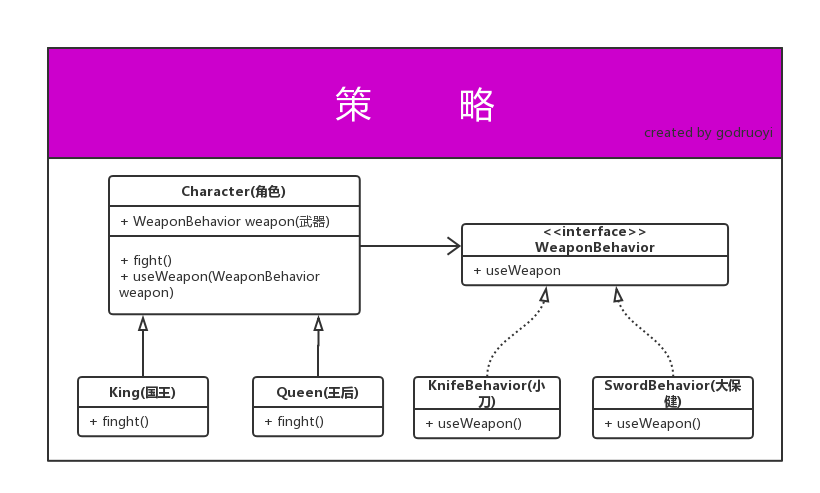 策 略
created by godruoyi
Character(角色)
+ WeaponBehavior weapon(武器)
+ fight()
+ useWeapon(WeaponBehavior
weapon)
<<interface>>
WeaponBehavior
+ useWeapon
King(国王)
+ finght()
Queen(王后)
+ finght()
KnifeBehavior(小
刀)
+ useWeapon()
SwordBehavior(大保
健)
+ useWeapon()